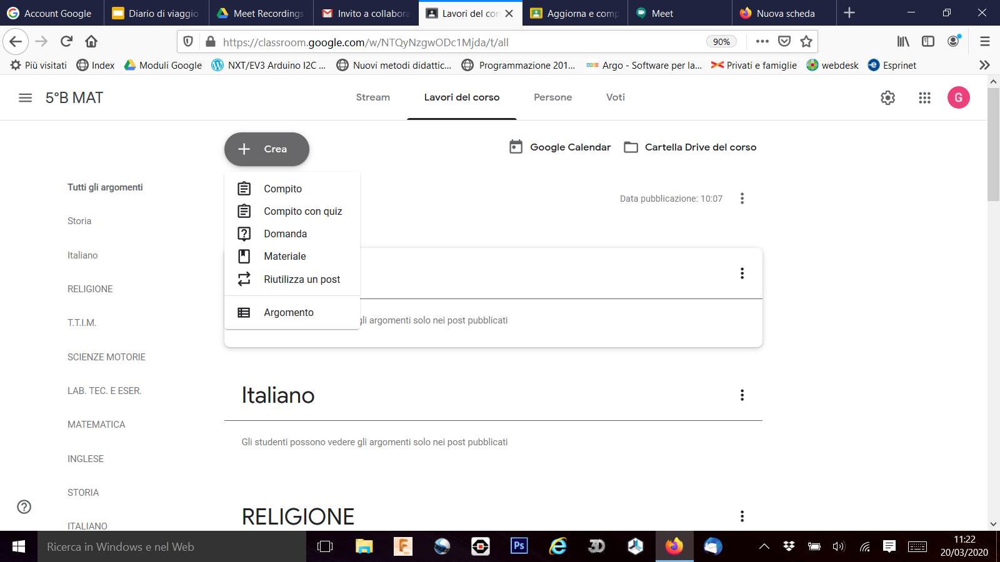 Account Google
Diario di viaggio
Meet Recordings
Invito a collabora
Lavori del cor
Aggiorna e comp
Meet
Nuova scheda
https://classroom.google.com/w/NTQyNzgwODc1Mjda/t/all
90%
Più visitati
Index
Moduli Google
NXT/EV3 Arduino I2C ...
Nuovi metodi didattic...
Programmazione 201...
Argo - Software per la...
Privati e famiglie
webdesk
Esprinet
5°B MAT
Stream
Lavori del corso
Persone
Voti
G
Crea
Google Calendar
Cartella Drive del corso
Tutti gli argomenti
Storia
Italiano
RELIGIONE
T.T.I.M.
SCIENZE MOTORIE
LAB. TEC. E ESER.
MATEMATICA
INGLESE
STORIA
ITALIANO
Compito
Compito con quiz
Domanda
Materiale
Riutilizza un post
Argomento
Data pubblicazione: 10:07
gli argomenti solo nei post pubblicati
Italiano
Gli studenti possono vedere gli argomenti solo nei post pubblicati
RELIGIONE
Ricerca in Windows e nel Web
Ps
3D
11:22
20/03/2020